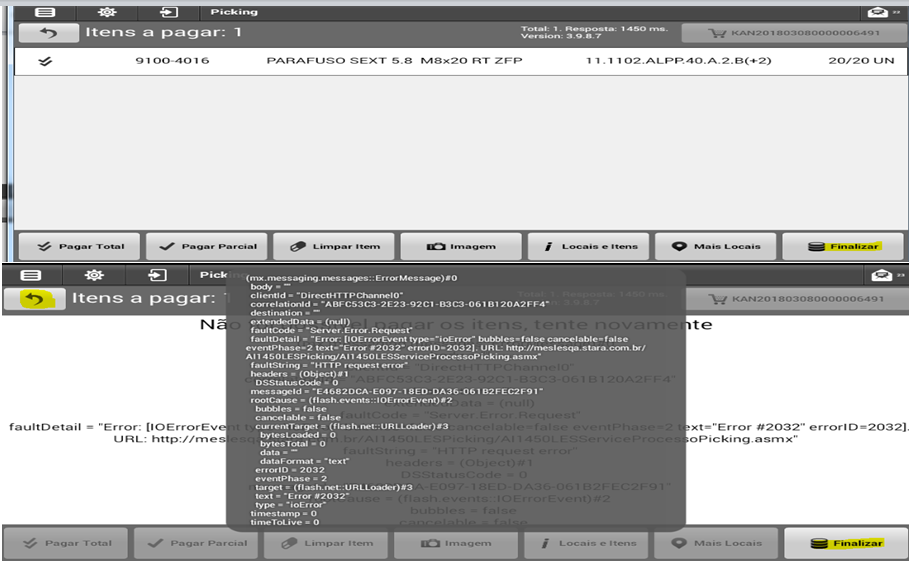 Picking
Itens a pagar: 1
Total: 1. Resposta: 1450 ms.
Version: 3.9.8.7
KAN201803080000006491
9100-4016 PARAFUSO SEXT 5.8 M8x20 RT ZFP 11.1102.ALPP.40.A.2.B(+2) 20/20 UN
Pagar Total Pagar Parcial Limpar Item Imagem Locais e Itens Mais Locais Finalizar
Itens a pagar:
KAN201803080000006491
(mx.messaging.messages::ErrorMessage)#0
body = ""
clientId = "DirectHTTPChannel0"
correlationId = "ABFC53C3-2E23-92C1-B3C3-061B120A2FF4"
destination = ""
extendedData = (null)
faultCode = "Server.Error.Request"
faultDetail = "Error: [IOErrorEvent type="ioError" bubbles=false cancelable=false
eventPhase=2 text="Error #2032" errorID=2032]. URL: http://meslesqa.stara.com.br/
AI1450LESPicking/AI1450LESServiceProcessoPicking.asmx"
faultString = "HTTP request error"
headers = (Object)#1
DSStatusCode = 0
messageId = "E4682DCA-E097-18ED-DA36-061B2FEC2F91"
rootCause = (flash.events::IOErrorEvent)#2
bubbles = false
cancelable = false
currentTarget = (flash.net::URLLoader)#3
bytesLoaded = 0
bytesTotal = 0
data = ""
dataFormat = "text"
errorID = 2032
eventPhase = 2
target = (flash.net::URLLoader)#3
text = "Error #2032"
type = "ioError"
timestamp = 0
timeToLive = 0
pagar os itens, tente novamente
faultDetail = "Error: [IOErrorEvent cancelable=false eventPhase=2 text="Error #2032" errorID=2032].
URL: http://mes .br/AI1450LESPicking/AI1450LESServiceProcessoPicking.asmx"
Pagar Total Pagar Parcial Limpar Item Imagem Locais e Itens Mais Locais Finalizar